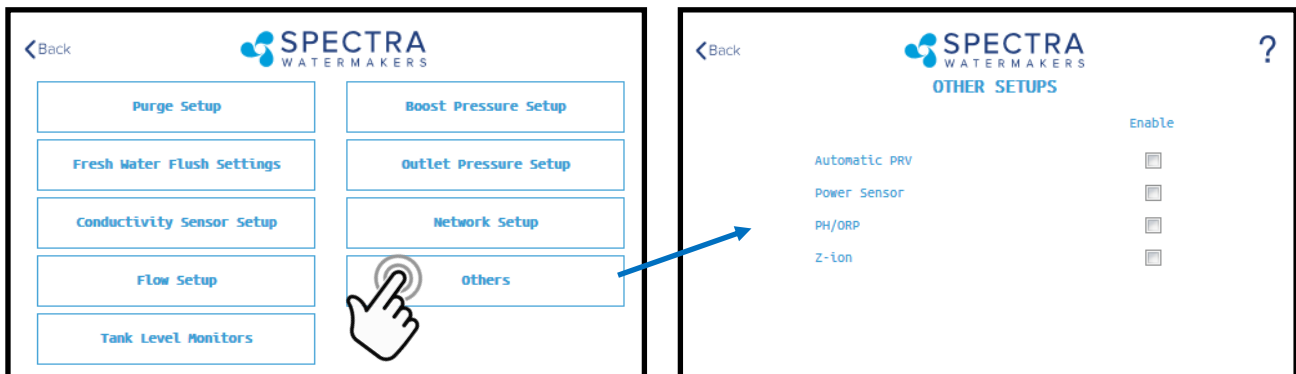 Back
SPECTRA
WATERMAKERS
Purge Setup
Boost Pressure Setup
Fresh Water Flush Settings
Outlet Pressure Setup
Conductivity Sensor Setup
Network Setup
Flow Setup
Others
Tank Level Monitors
Back
SPECTRA
WATERMAKERS
?
OTHER SETUPS
Enable
Automatic PRV
Power Sensor
PH/ORP
Z-ion